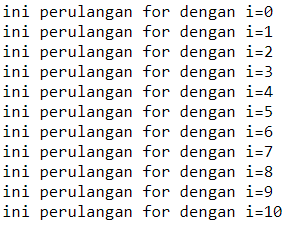 ini perulangan for dengan i=0
ini perulangan for dengan i=1
ini perulangan for dengan i=2
ini perulangan for dengan i=3
ini perulangan for dengan i=4
ini perulangan for dengan i=5
ini perulangan for dengan i=6
ini perulangan for dengan i=7
ini perulangan for dengan i=8
ini perulangan for dengan i=9
ini perulangan for dengan i=10